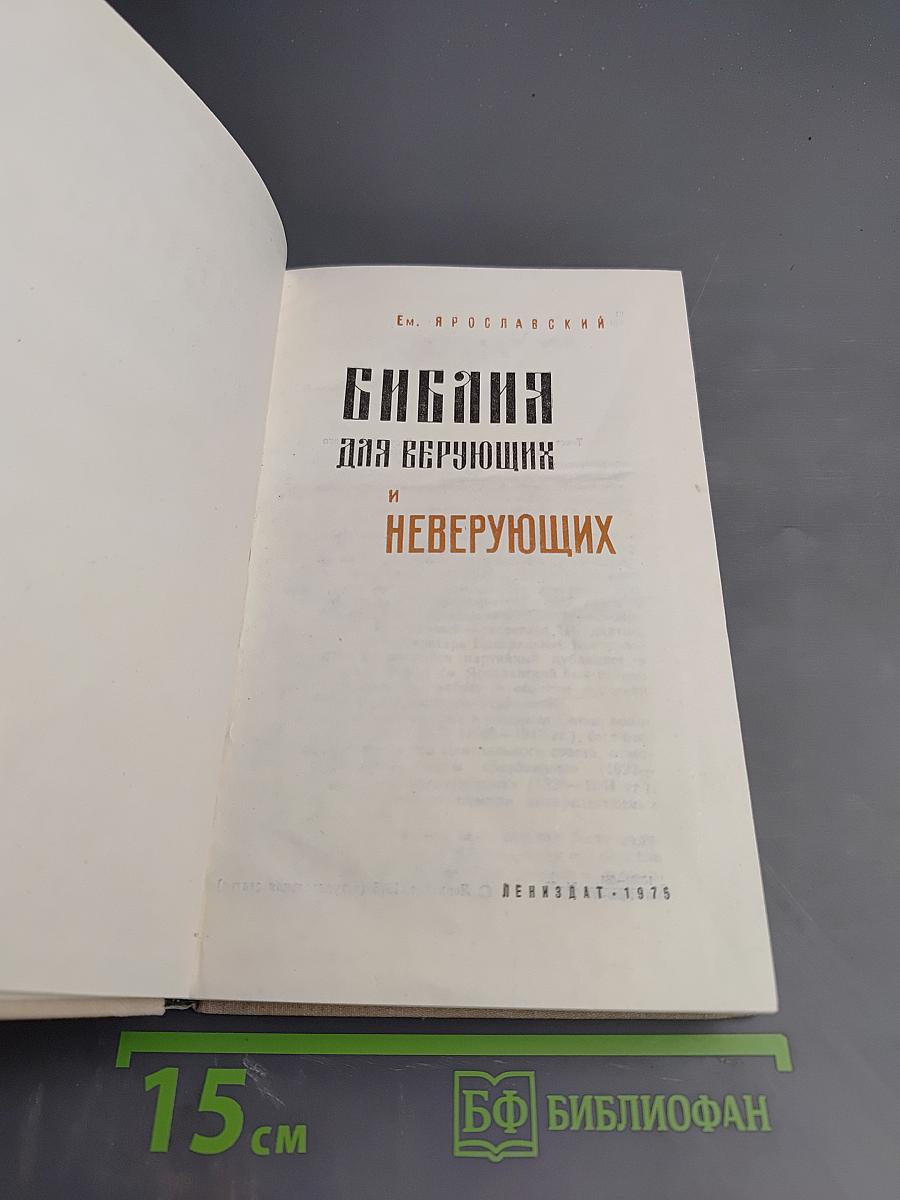 Ем. ЯРОСЛАВСКИЙ
БИБЛИЯ
ДЛЯ ВЕРУЮЩИХ
И
НЕВЕРУЮЩИХ
ЛЕНИЗДАТ · 1975
15 см
БФ БИБЛИОФАН